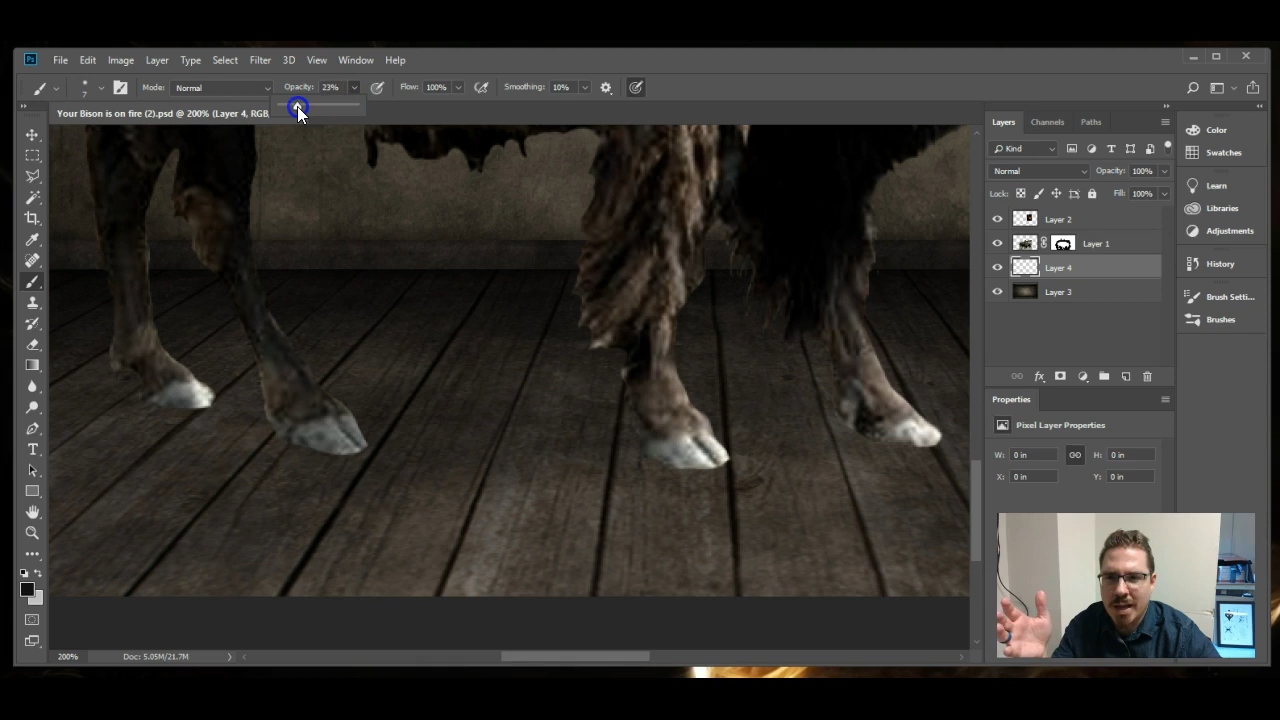 Ps File Edit Image Layer Type Select Filter 3D View Window Help
7 Mode: Normal Opacity: 23% Flow: 100% Smoothing: 10%
Your Bison is on fire (2).psd @ 200% (Layer 4, RGB
Layers Channels Paths
Kind
Normal Opacity: 100%
Lock: Fill: 100%
Layer 2
Layer 1
Layer 4
Layer 3
fx
Properties
Pixel Layer Properties
W: 0 in H: 0 in
X: 0 in Y: 0 in
Color
Swatches
Learn
Libraries
Adjustments
History
Brush Setti...
Brushes
200% Doc: 5.05M/21.7M